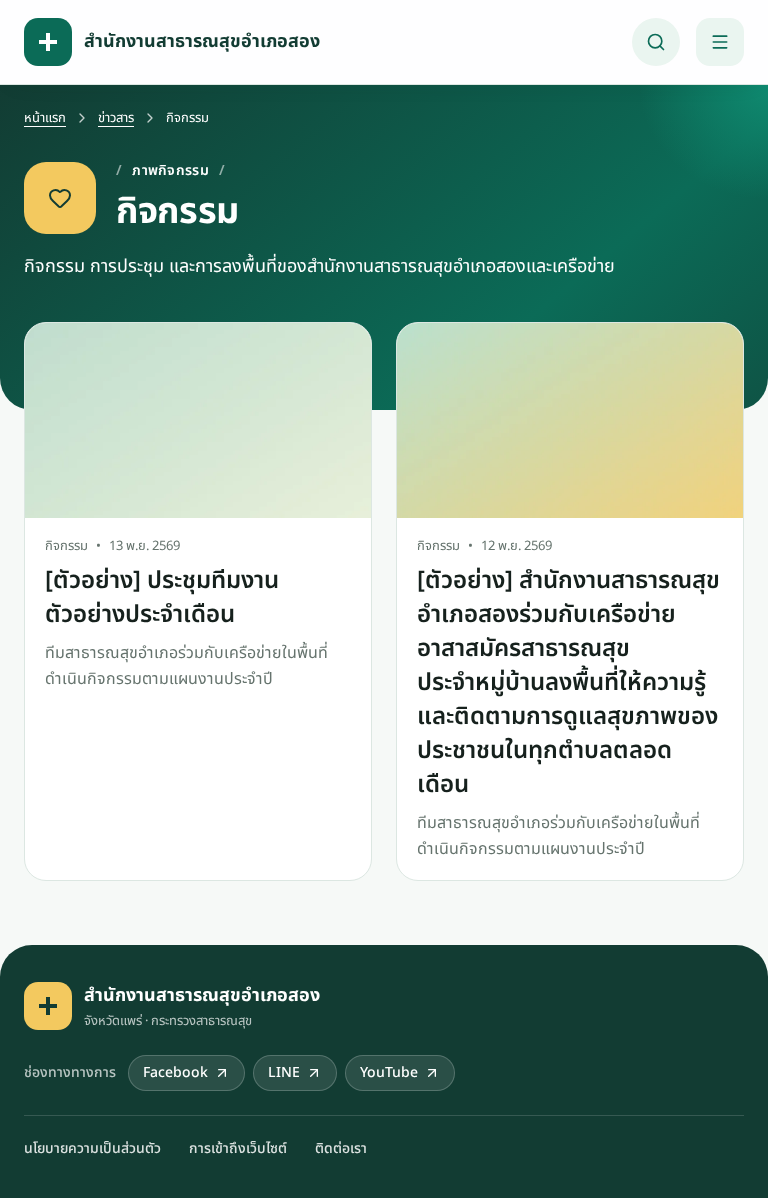 สำนักงานสาธารณสุขอำเภอสอง
หน้าแรก > ข่าวสาร > กิจกรรม
/ ภาพกิจกรรม /
กิจกรรม
กิจกรรม การประชุม และการลงพื้นที่ของสำนักงานสาธารณสุขอำเภอสองและเครือข่าย
กิจกรรม • 13 พ.ย. 2569
[ตัวอย่าง] ประชุมทีมงาน
ตัวอย่างประจำเดือน
ทีมสาธารณสุขอำเภอร่วมกับเครือข่ายในพื้นที่
ดำเนินกิจกรรมตามแผนงานประจำปี
กิจกรรม • 12 พ.ย. 2569
[ตัวอย่าง] สำนักงานสาธารณสุข
อำเภอสองร่วมกับเครือข่าย
อาสาสมัครสาธารณสุข
ประจำหมู่บ้านลงพื้นที่ให้ความรู้
และติดตามการดูแลสุขภาพของ
ประชาชนในทุกตำบลตลอด
เดือน
ทีมสาธารณสุขอำเภอร่วมกับเครือข่ายในพื้นที่
ดำเนินกิจกรรมตามแผนงานประจำปี
สำนักงานสาธารณสุขอำเภอสอง
จังหวัดแพร่ · กระทรวงสาธารณสุข
ช่องทางทางการ Facebook LINE YouTube
นโยบายความเป็นส่วนตัว การเข้าถึงเว็บไซต์ ติดต่อเรา